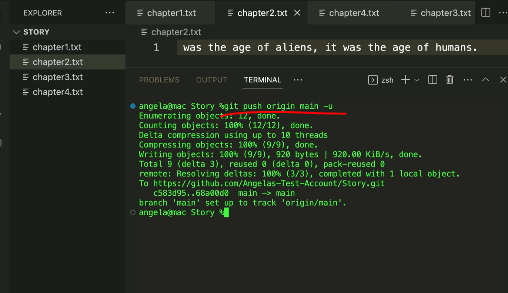 EXPLORER
STORY
chapter1.txt
chapter2.txt
chapter3.txt
chapter4.txt
chapter1.txt chapter2.txt chapter4.txt chapter3.txt
chapter2.txt
1 was the age of aliens, it was the age of humans.
PROBLEMS OUTPUT TERMINAL zsh
angela@mac Story %git push origin main -u
Enumerating objects: 12, done.
Counting objects: 100% (12/12), done.
Delta compression using up to 10 threads
Compressing objects: 100% (9/9), done.
Writing objects: 100% (9/9), 920 bytes | 920.00 KiB/s, done.
Total 9 (delta 3), reused 0 (delta 0), pack-reused 0
remote: Resolving deltas: 100% (3/3), completed with 1 local object.
To https://github.com/Angelas-Test-Account/Story.git
c583d95..68a00d0 main -> main
branch 'main' set up to track 'origin/main'.
angela@mac Story %